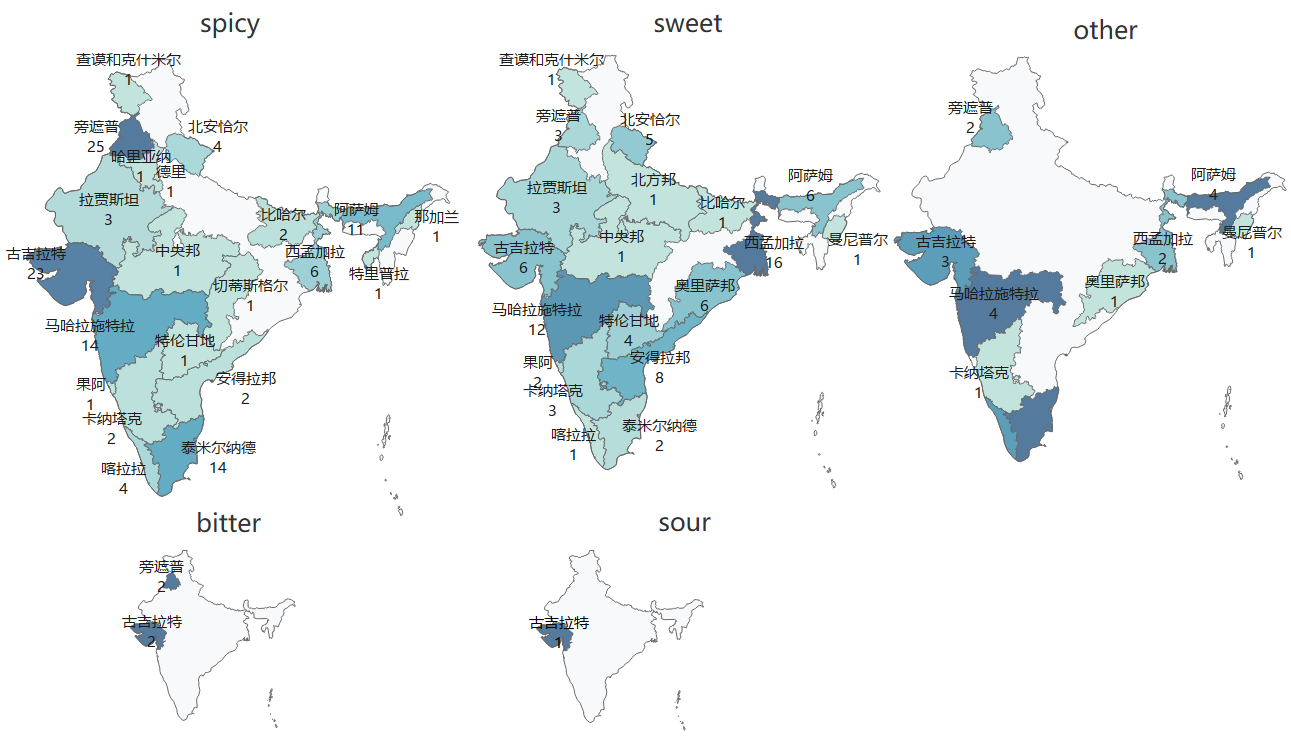 spicy
查谟和克什米尔
1
旁遮普
25
北安恰尔
4
哈里亚纳
1
德里
1
拉贾斯坦
3
比哈尔
2
阿萨姆
11
那加兰
1
古吉拉特
23
中央邦
1
西孟加拉
6
特里普拉
1
切蒂斯格尔
1
马哈拉施特拉
14
特伦甘地
1
果阿
1
安得拉邦
2
卡纳塔克
2
泰米尔纳德
14
喀拉拉
4
sweet
查谟和克什米尔
1
旁遮普
3
北安恰尔
5
拉贾斯坦
3
北方邦
1
比哈尔
1
阿萨姆
6
古吉拉特
6
中央邦
1
西孟加拉
16
曼尼普尔
1
奥里萨邦
6
马哈拉施特拉
12
特伦甘地
4
果阿
2
安得拉邦
8
卡纳塔克
3
喀拉拉
1
泰米尔纳德
2
other
旁遮普
2
阿萨姆
4
古吉拉特
3
西孟加拉
2
曼尼普尔
1
马哈拉施特拉
4
奥里萨邦
1
卡纳塔克
1
bitter
旁遮普
2
古吉拉特
2
sour
古吉拉特
1